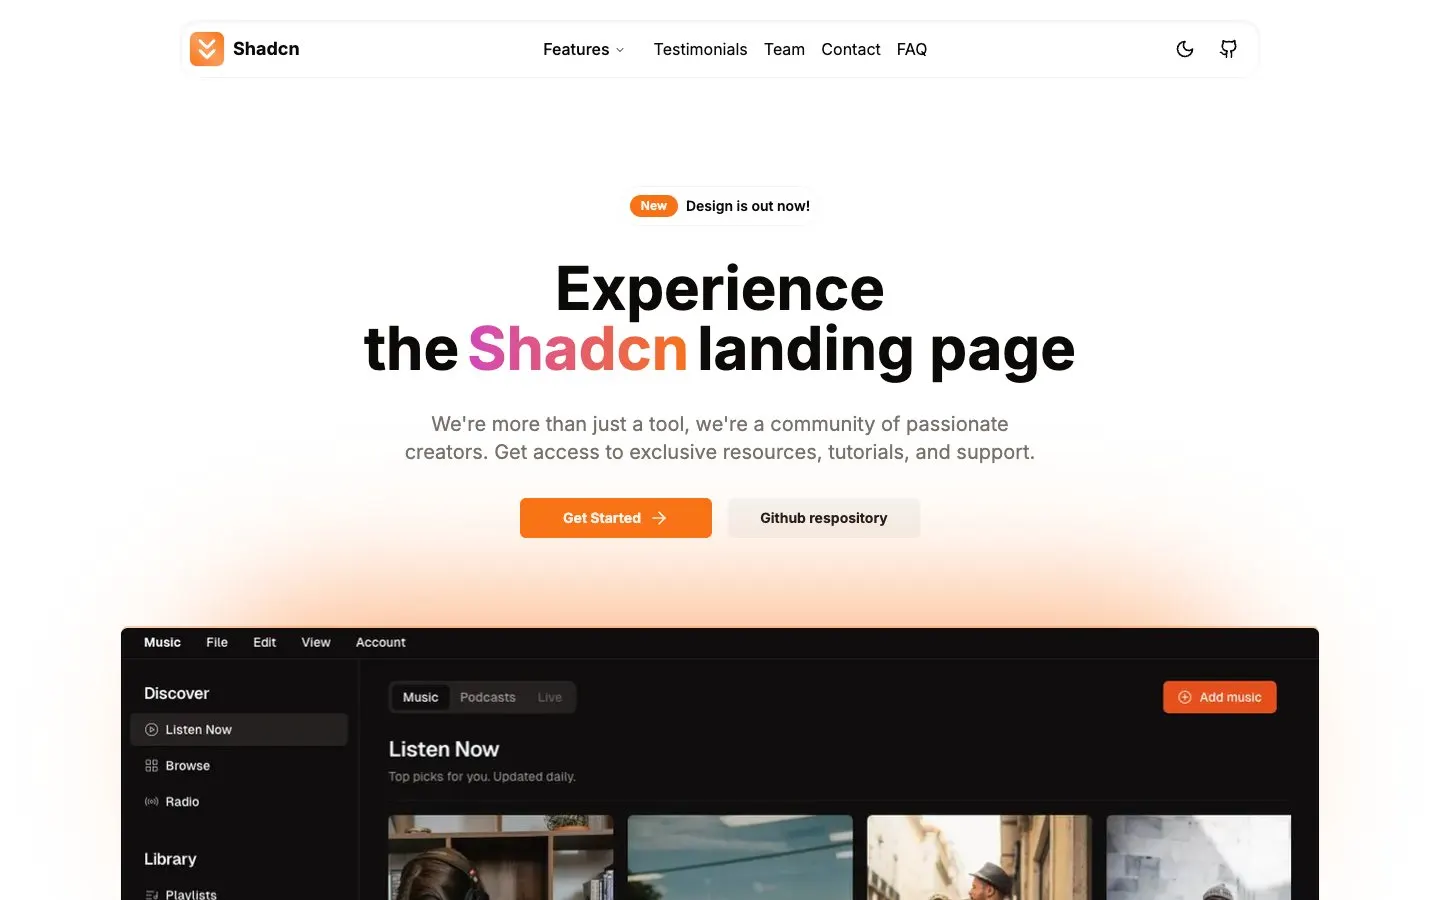 Shadcn
Features
Testimonials
Team
Contact
FAQ
New Design is out now!
Experience
the Shadcn landing page
We're more than just a tool, we're a community of passionate
creators. Get access to exclusive resources, tutorials, and support.
Get Started
Github respository
Music
File
Edit
View
Account
Discover
Listen Now
Browse
Radio
Library
Playlists
Music
Podcasts
Live
Add music
Listen Now
Top picks for you. Updated daily.